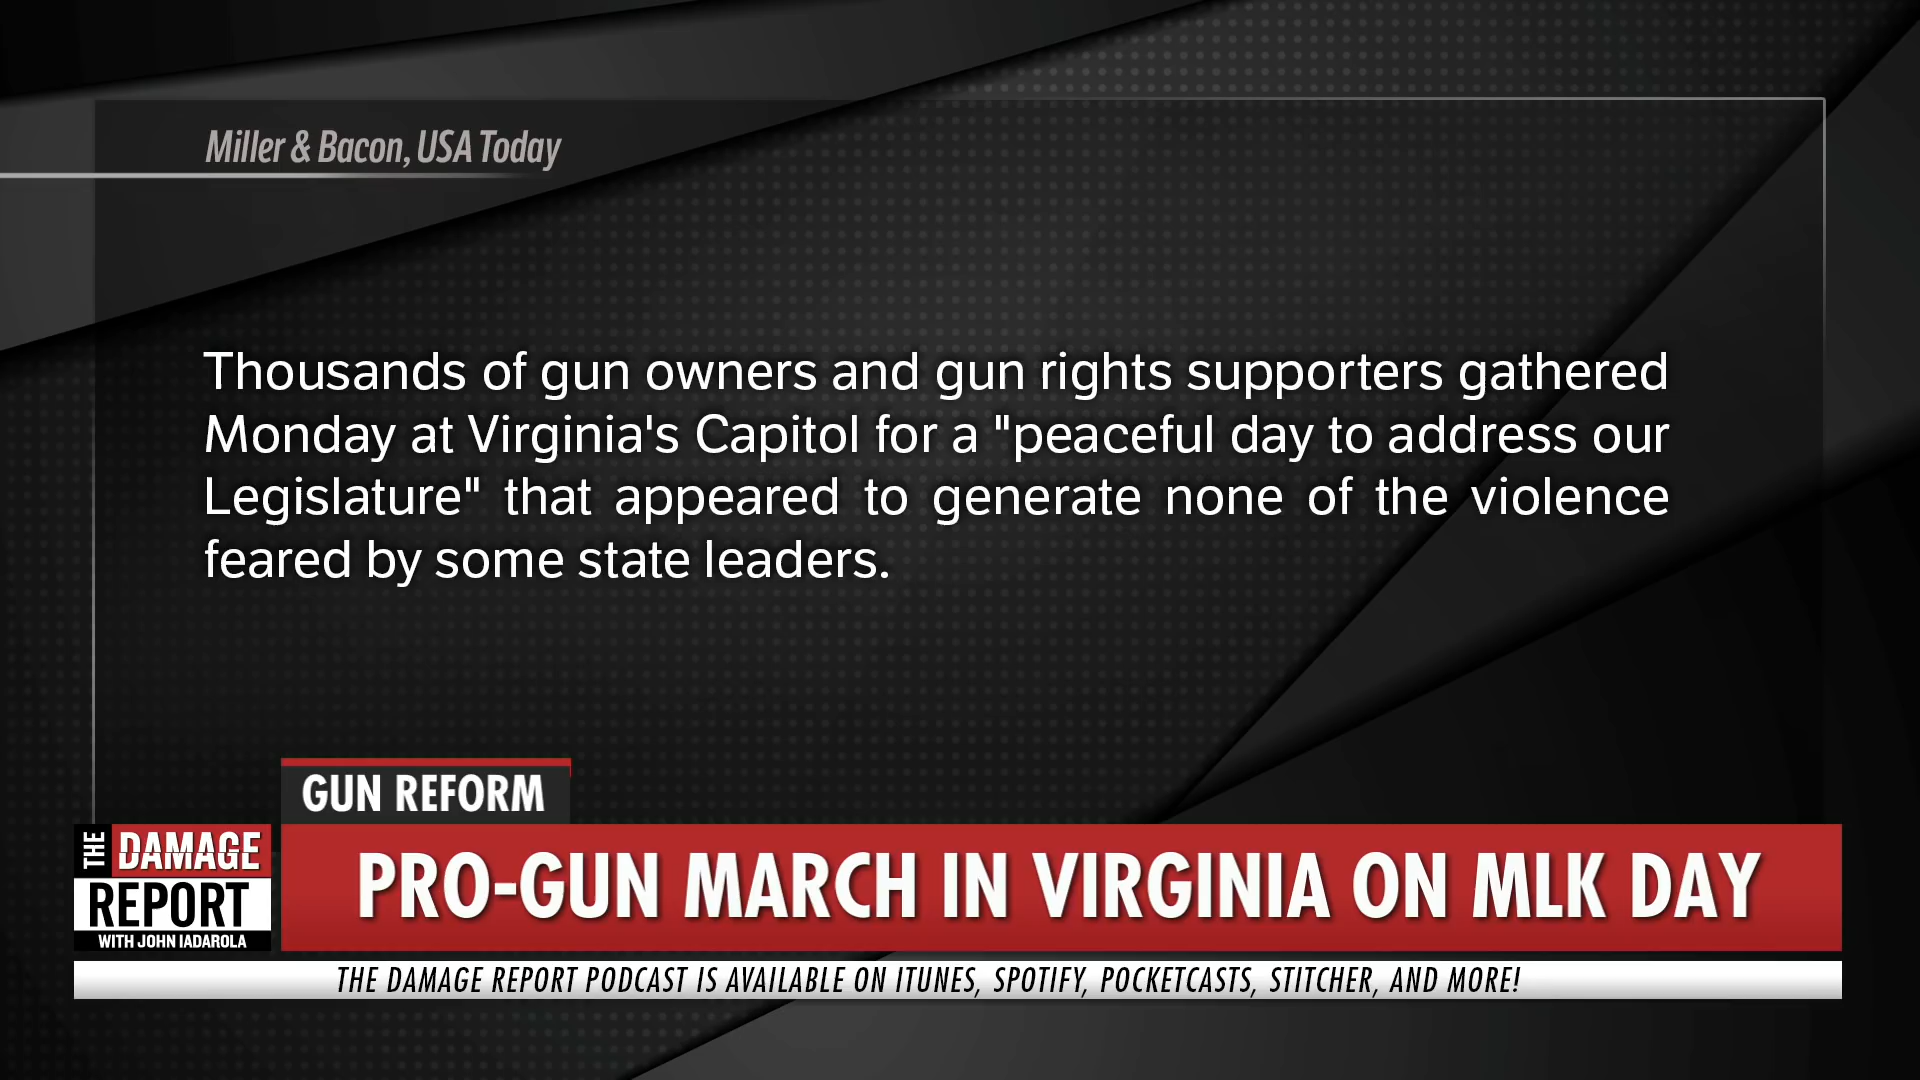 Miller & Bacon, USA Today
Thousands of gun owners and gun rights supporters gathered
Monday at Virginia's Capitol for a "peaceful day to address our
Legislature" that appeared to generate none of the violence
feared by some state leaders.
GUN REFORM
THE DAMAGE
REPORT
WITH JOHN IADAROLA
PRO-GUN MARCH IN VIRGINIA ON MLK DAY
THE DAMAGE REPORT PODCAST IS AVAILABLE ON ITUNES, SPOTIFY, POCKETCASTS, STITCHER, AND MORE!